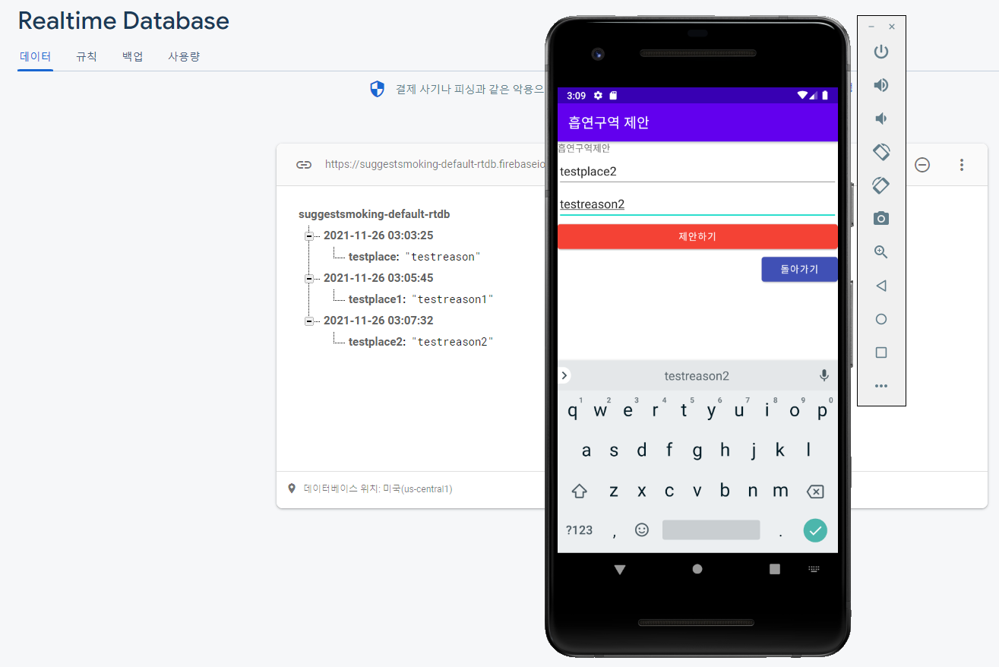 Realtime Database
데이터 규칙 백업 사용량
결제 사기나 피싱과 같은 악용으
https://suggestsmoking-default-rtdb.firebaseio
suggestsmoking-default-rtdb
2021-11-26 03:03:25
testplace: "testreason"
2021-11-26 03:05:45
testplace1: "testreason1"
2021-11-26 03:07:32
testplace2: "testreason2"
데이터베이스 위치: 미국(us-central1)
3:09
흡연구역 제안
흡연구역제안
testplace2
testreason2
제안하기
돌아가기
testreason2
1 2 3 4 5 6 7 8 9 0
q w e r t y u i o p
a s d f g h j k l
z x c v b n m
?123 , .